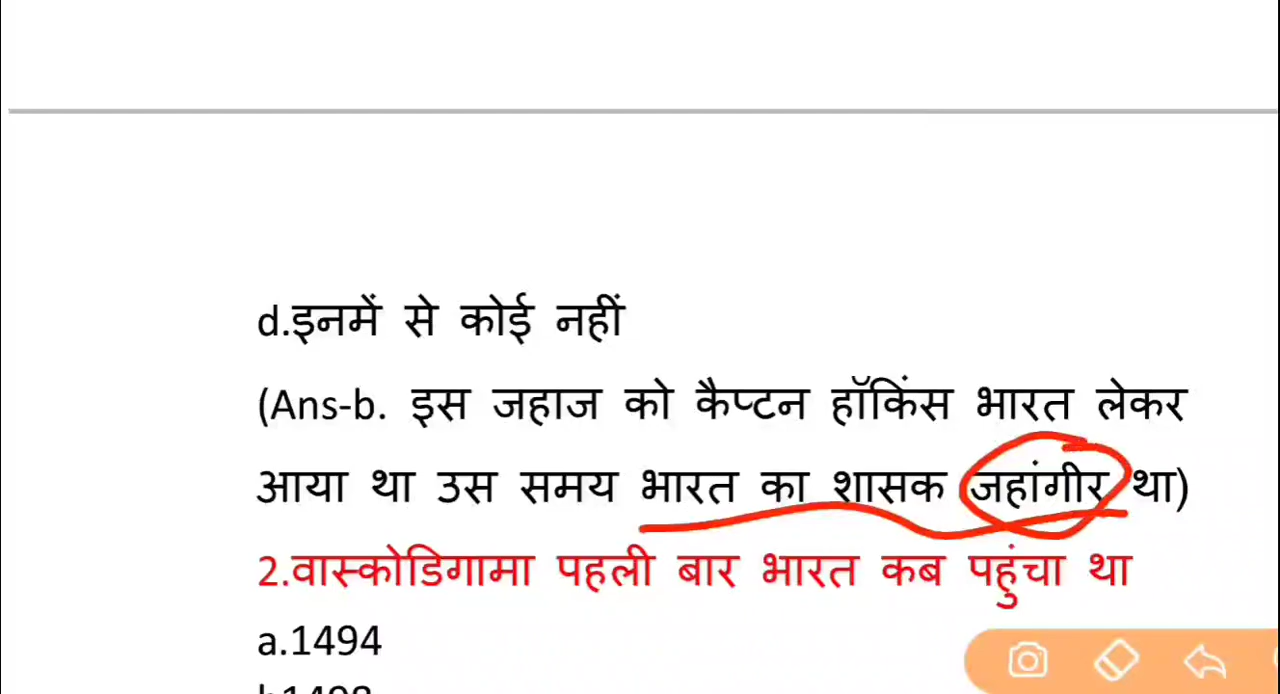 d.इनमें से कोई नहीं
(Ans-b. इस जहाज को कैप्टन हॉकिंस भारत लेकर
आया था उस समय भारत का शासक जहांगीर था)
2.वास्कोडिगामा पहली बार भारत कब पहुंचा था
a.1494
b.1498